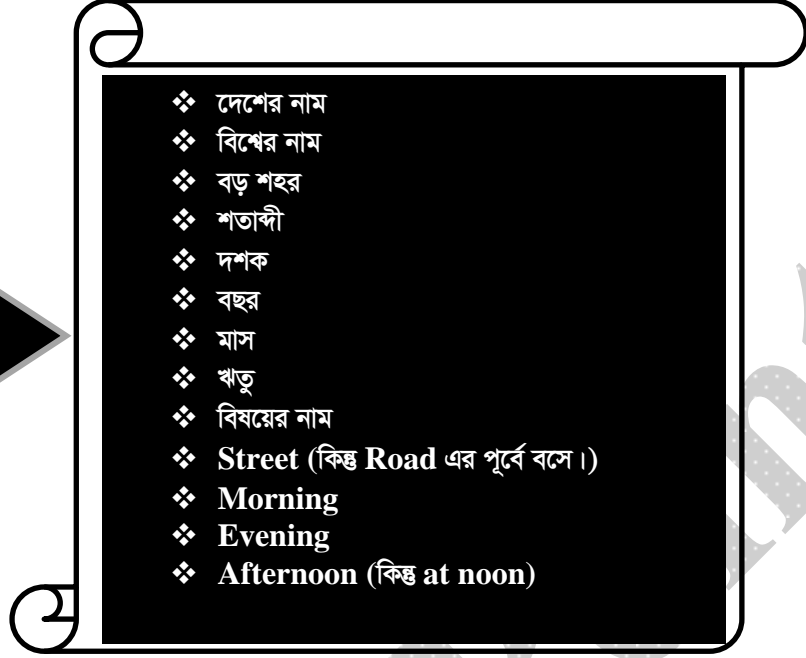 ❖ দেশের নাম
❖ বিশ্বের নাম
❖ বড় শহর
❖ শতাব্দী
❖ দশক
❖ বছর
❖ মাস
❖ ঋতু
❖ বিষয়ের নাম
❖ Street (কিন্তু Road এর পূর্বে বসে।)
❖ Morning
❖ Evening
❖ Afternoon (কিন্তু at noon)